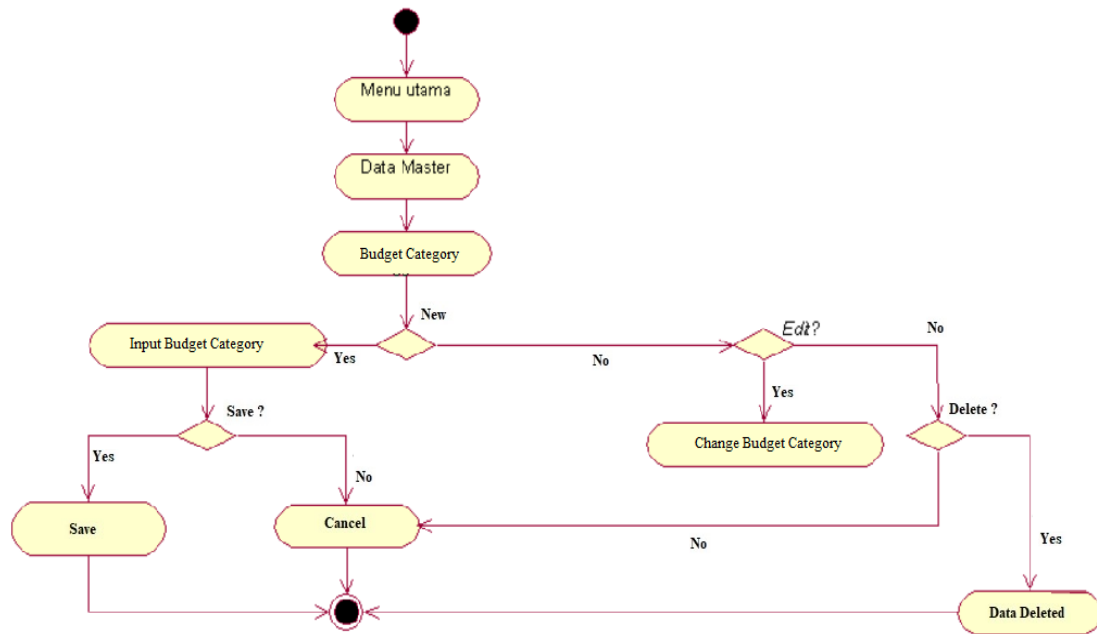 Menu utama
Data Master
Budget Category
New
Input Budget Category
Yes
No
Edit?
No
Save ?
Yes
Delete ?
Change Budget Category
Yes
No
Save
Cancel
No
Yes
Data Deleted